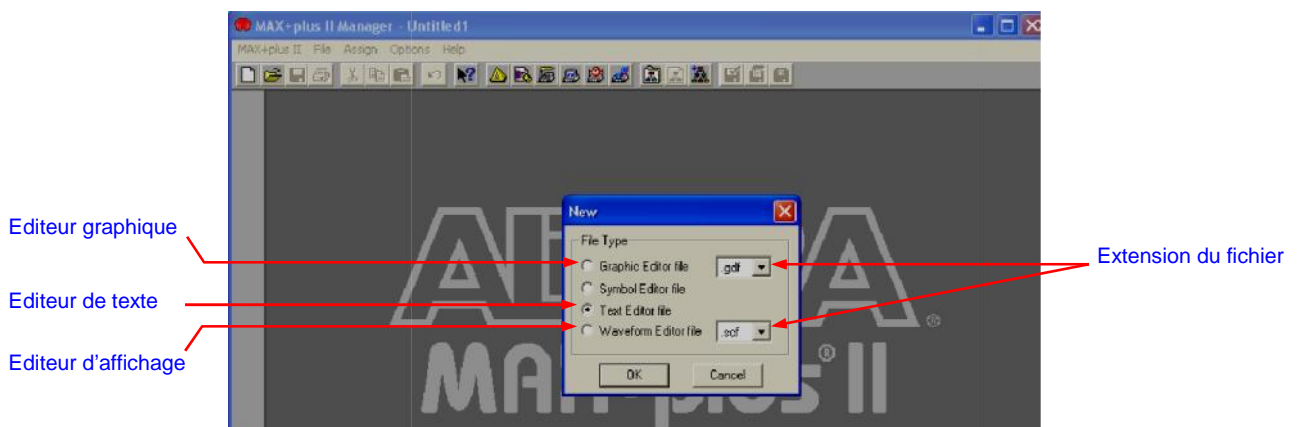 MAX+plus II Manager - Untitled1
MAX+plus II File Assign Options Help
New
File Type
Graphic Editor file .gdf
Symbol Editor file
Text Editor file
Waveform Editor file .scf
OK Cancel
Editeur graphique
Editeur de texte
Editeur d’affichage
Extension du fichier
®
® II